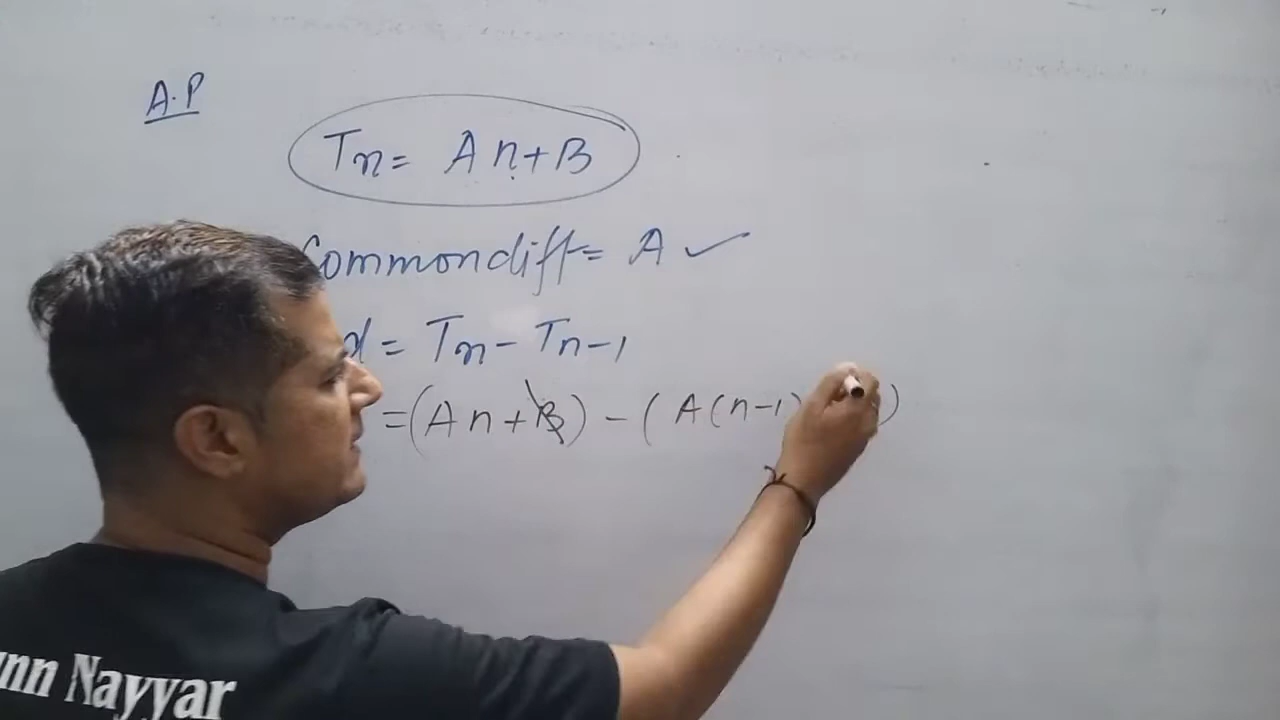 A.P
Tn = An+B
Commondiff = A ✓
d = Tn - Tn-1
= (An+B) - (A(n-1) )
nn Nayyar